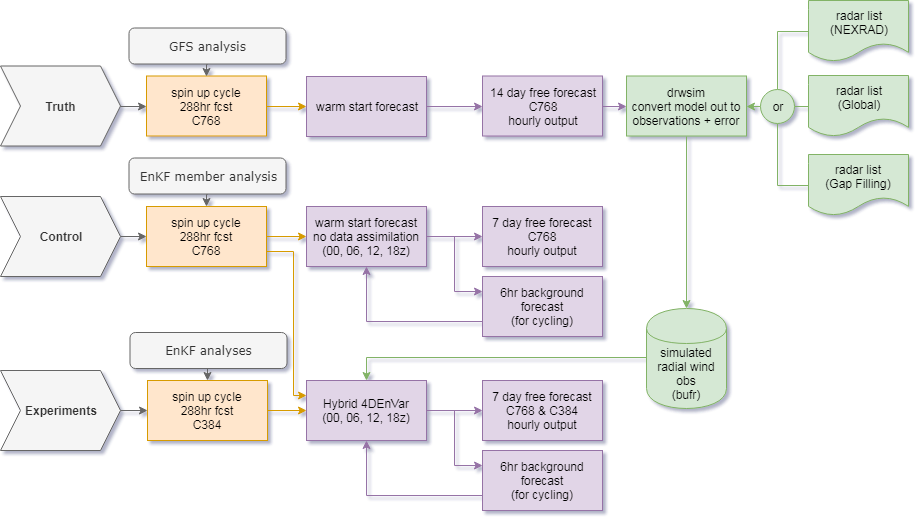 GFS analysis
radar list
(NEXRAD)
Truth
spin up cycle
288hr fcst
C768
warm start forecast
14 day free forecast
C768
hourly output
drwsim
convert model out to
observations + error
or
radar list
(Global)
radar list
(Gap Filling)
EnKF member analysis
Control
spin up cycle
288hr fcst
C768
warm start forecast
no data assimilation
(00, 06, 12, 18z)
7 day free forecast
C768
hourly output
6hr background
forecast
(for cycling)
simulated
radial wind
obs
(bufr)
EnKF analyses
Experiments
spin up cycle
288hr fcst
C384
Hybrid 4DEnVar
(00, 06, 12, 18z)
7 day free forecast
C768 & C384
hourly output
6hr background
forecast
(for cycling)